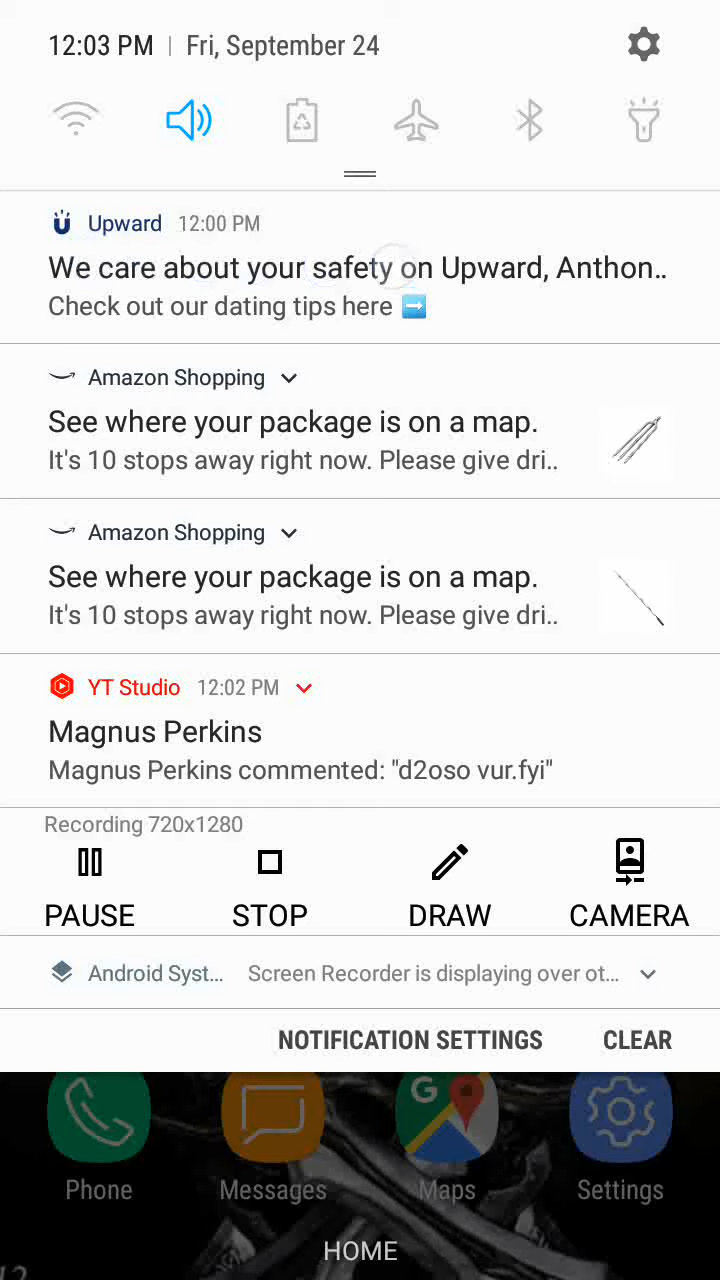 12:03 PM | Fri, September 24
Upward 12:00 PM
We care about your safety on Upward, Anthon..
Check out our dating tips here ➡️
Amazon Shopping
See where your package is on a map.
It's 10 stops away right now. Please give dri..
Amazon Shopping
See where your package is on a map.
It's 10 stops away right now. Please give dri..
YT Studio 12:02 PM
Magnus Perkins
Magnus Perkins commented: "d2oso vur.fyi"
Recording 720x1280
PAUSE STOP DRAW CAMERA
Android Syst... Screen Recorder is displaying over ot...
NOTIFICATION SETTINGS CLEAR
Phone Messages Maps Settings
HOME